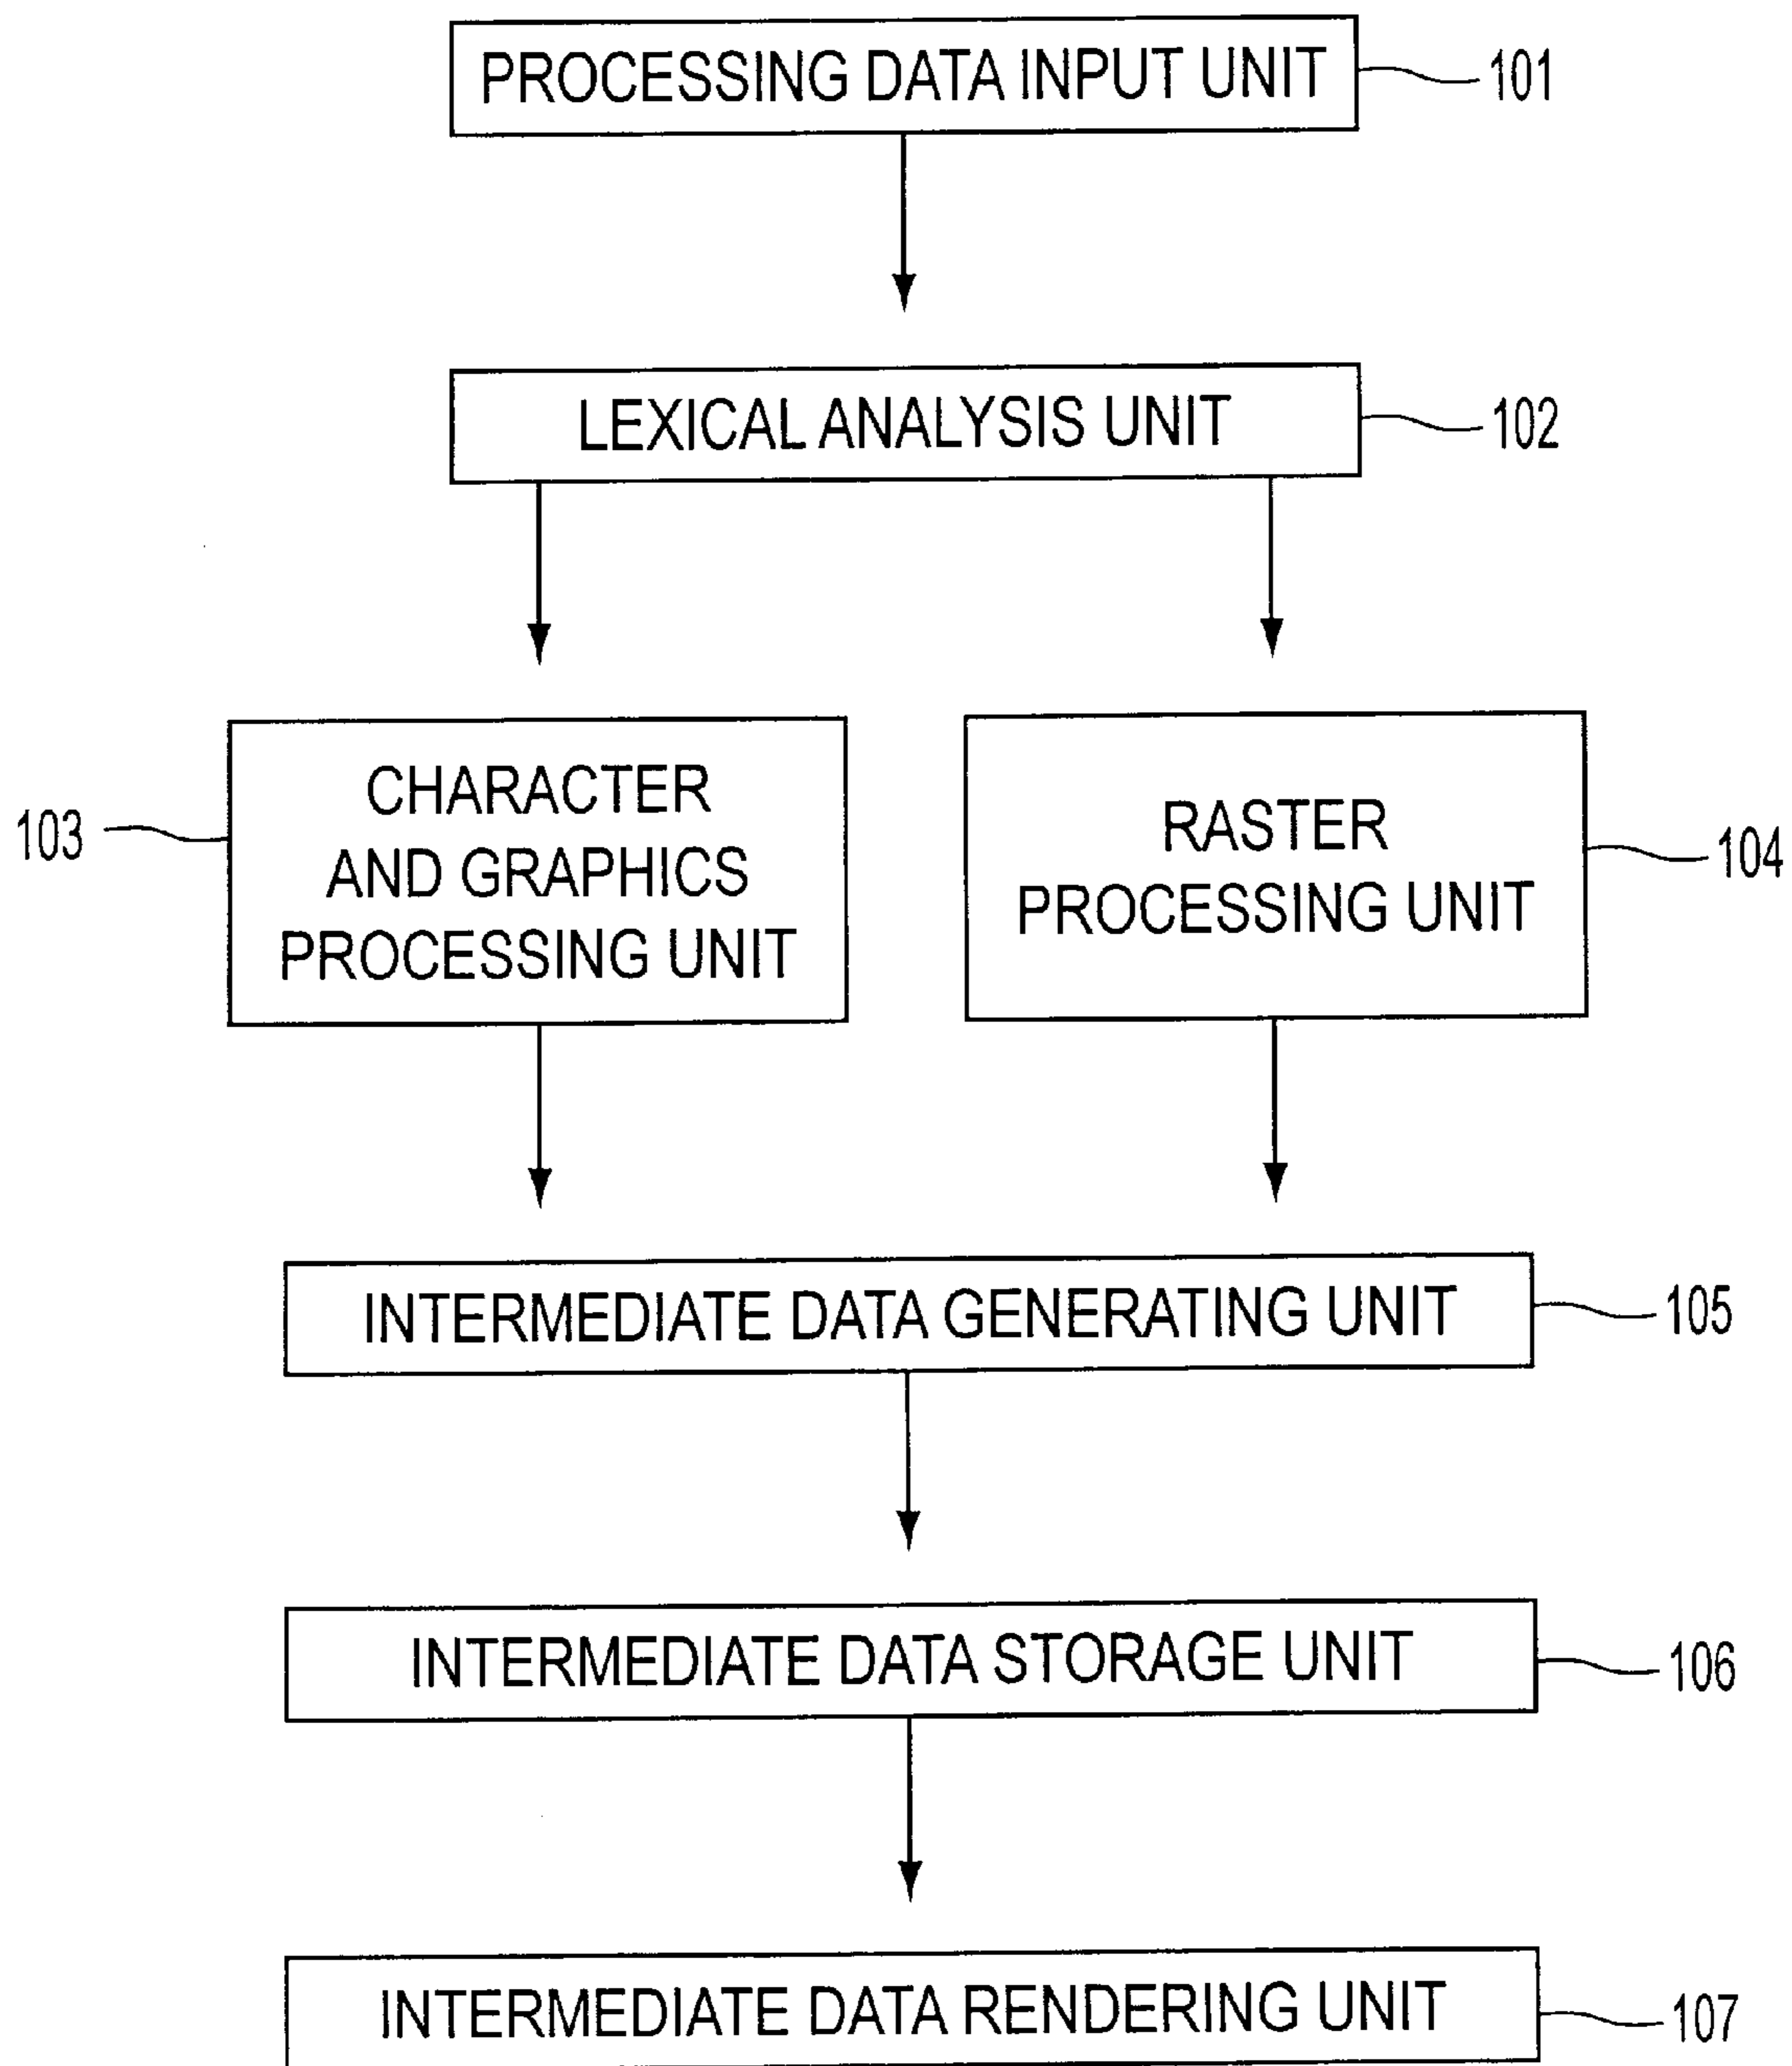 PROCESSING DATA INPUT UNIT
101
LEXICAL ANALYSIS UNIT
102
103
CHARACTER
AND GRAPHICS
PROCESSING UNIT
RASTER
PROCESSING UNIT
104
INTERMEDIATE DATA GENERATING UNIT
105
INTERMEDIATE DATA STORAGE UNIT
106
INTERMEDIATE DATA RENDERING UNIT
107